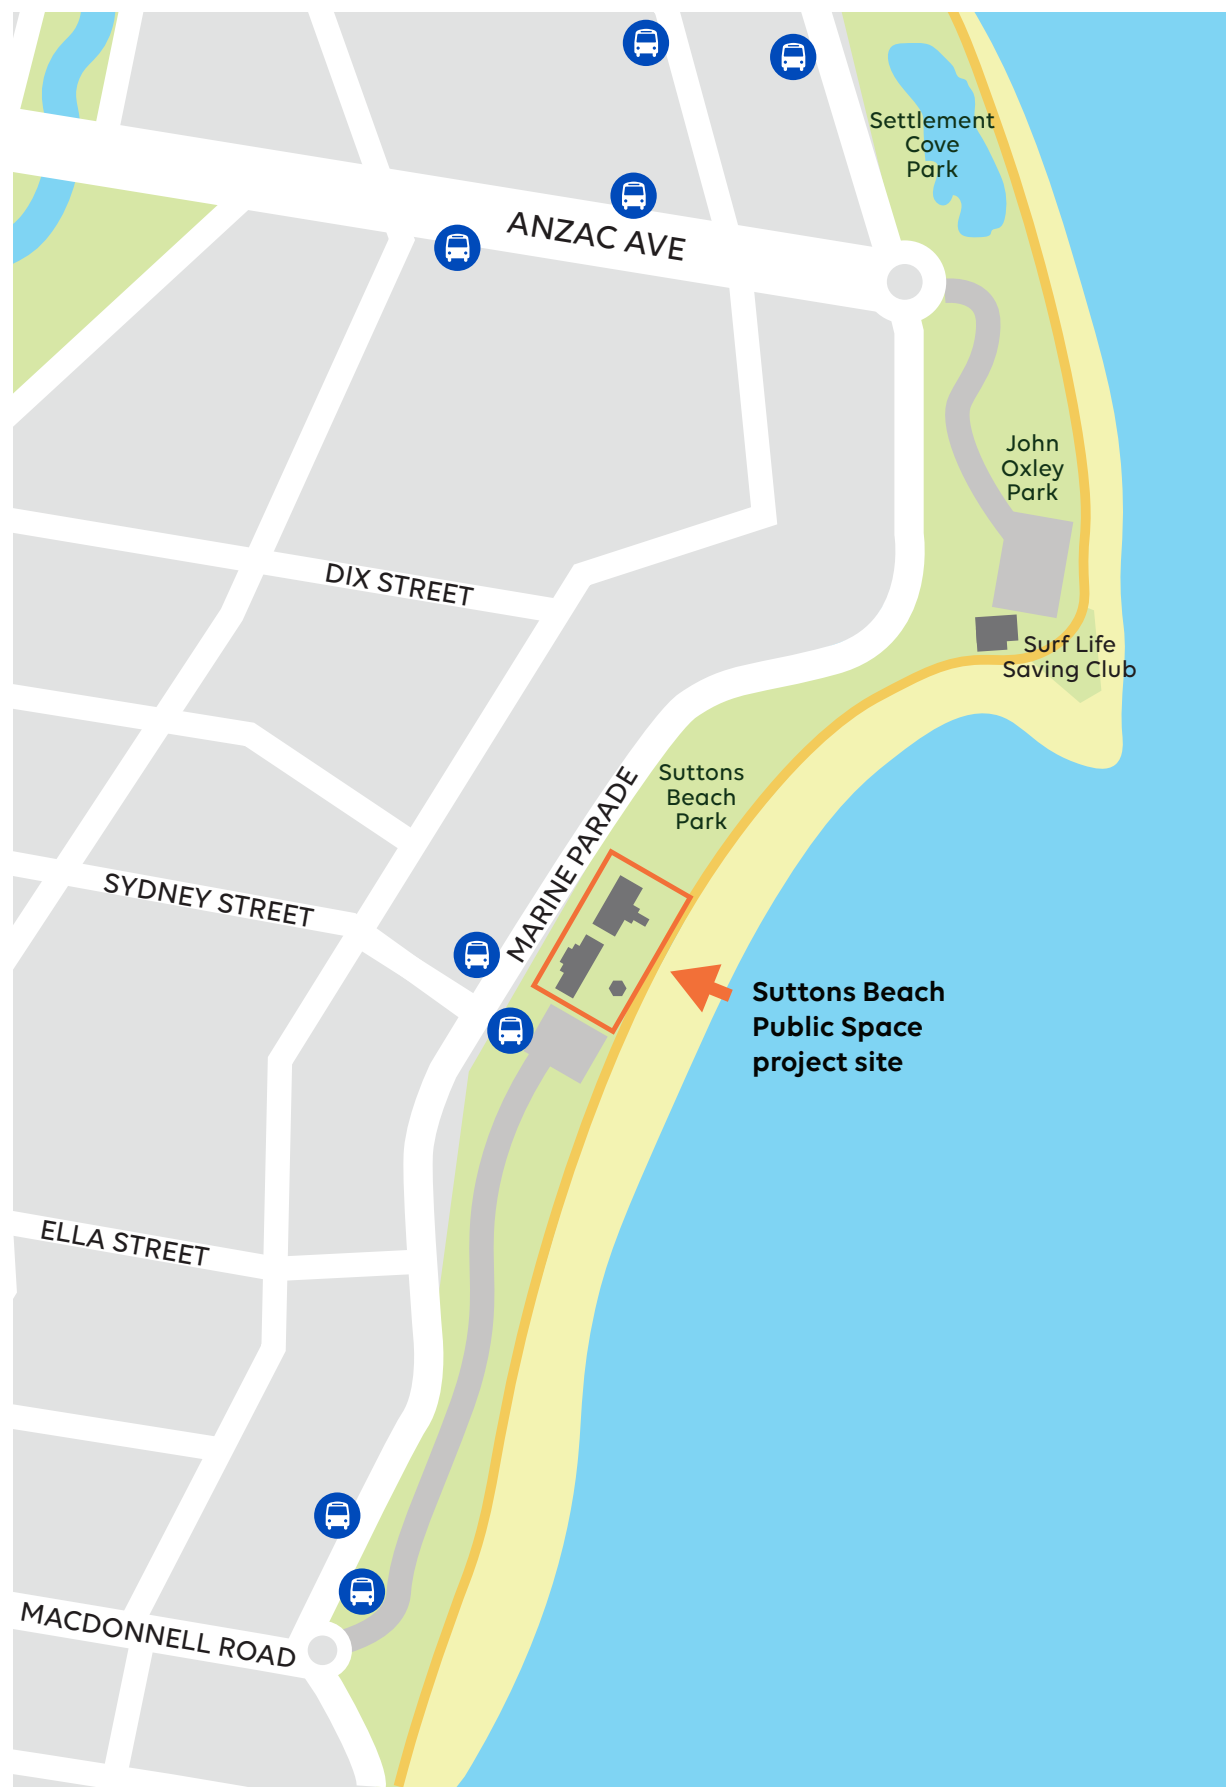 Settlement
Cove
Park
ANZAC AVE
John
Oxley
Park
DIX STREET
Surf Life
Saving Club
Suttons
Beach
Park
MARINE PARADE
SYDNEY STREET
Suttons Beach
Public Space
project site
ELLA STREET
MACDONNELL ROAD